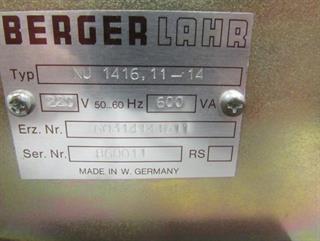 BERGER LAHR
Typ 1416,11-14
220 V 50..60 Hz 600 VA
Erz. Nr.
Ser. Nr. 860011 RS
MADE IN W. GERMANY